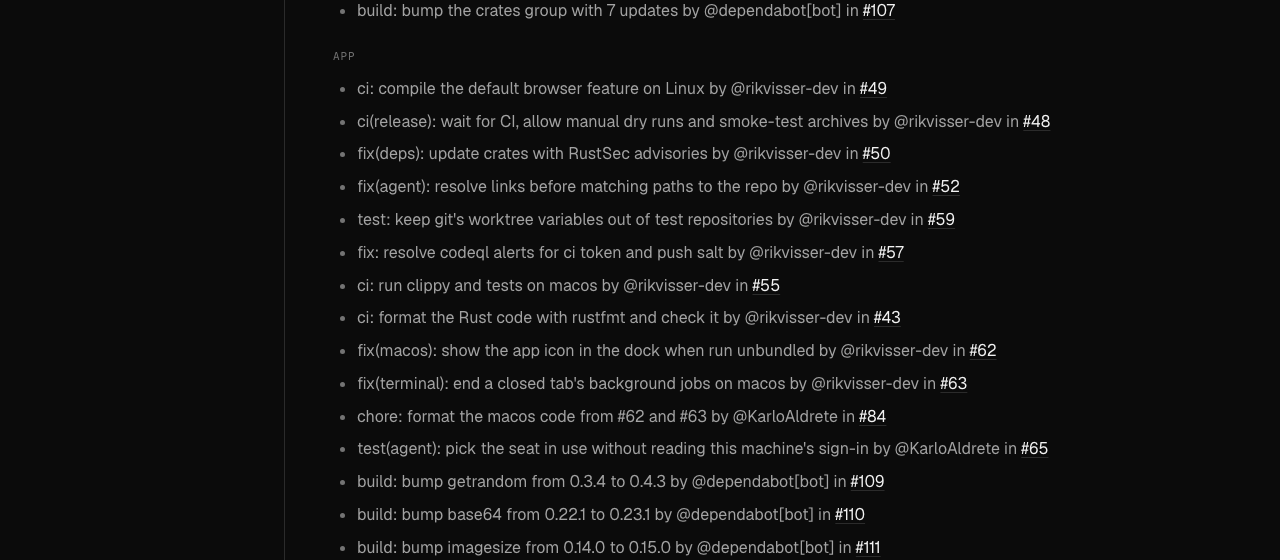 build: bump the crates group with 7 updates by @dependabot[bot] in #107
APP
ci: compile the default browser feature on Linux by @rikvisser-dev in #49
ci(release): wait for CI, allow manual dry runs and smoke-test archives by @rikvisser-dev in #48
fix(deps): update crates with RustSec advisories by @rikvisser-dev in #50
fix(agent): resolve links before matching paths to the repo by @rikvisser-dev in #52
test: keep git's worktree variables out of test repositories by @rikvisser-dev in #59
fix: resolve codeql alerts for ci token and push salt by @rikvisser-dev in #57
ci: run clippy and tests on macos by @rikvisser-dev in #55
ci: format the Rust code with rustfmt and check it by @rikvisser-dev in #43
fix(macos): show the app icon in the dock when run unbundled by @rikvisser-dev in #62
fix(terminal): end a closed tab's background jobs on macos by @rikvisser-dev in #63
chore: format the macos code from #62 and #63 by @KarloAldrete in #84
test(agent): pick the seat in use without reading this machine's sign-in by @KarloAldrete in #65
build: bump getrandom from 0.3.4 to 0.4.3 by @dependabot[bot] in #109
build: bump base64 from 0.22.1 to 0.23.1 by @dependabot[bot] in #110
build: bump imagesize from 0.14.0 to 0.15.0 by @dependabot[bot] in #111